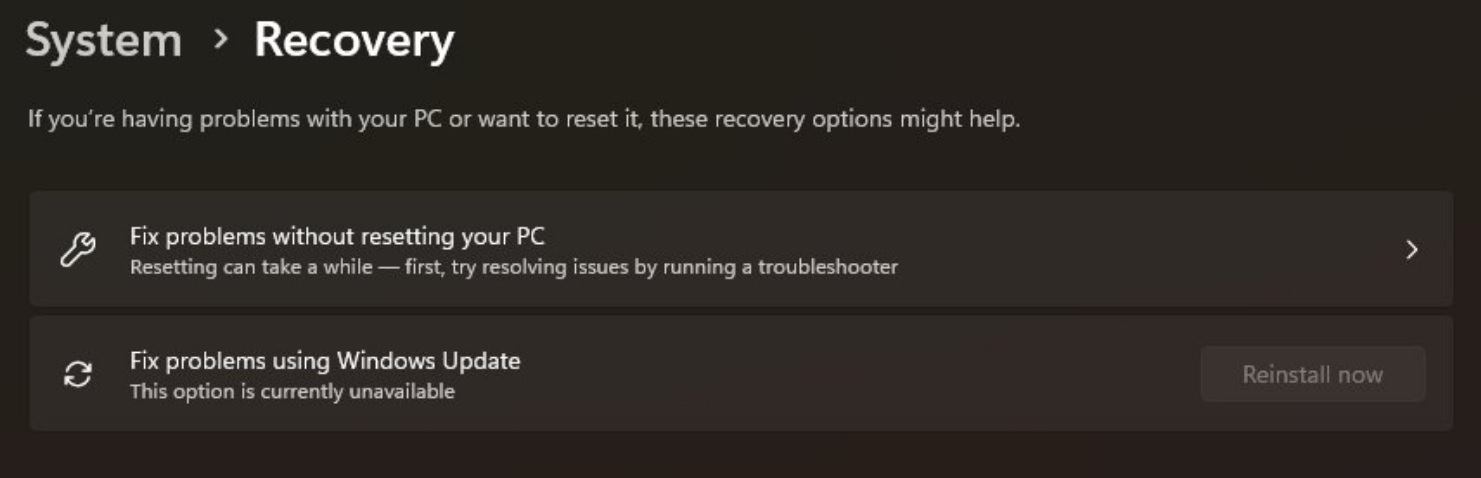 System > Recovery
If you’re having problems with your PC or want to reset it, these recovery options might help.
Fix problems without resetting your PC
Resetting can take a while — first, try resolving issues by running a troubleshooter
Fix problems using Windows Update
This option is currently unavailable
Reinstall now